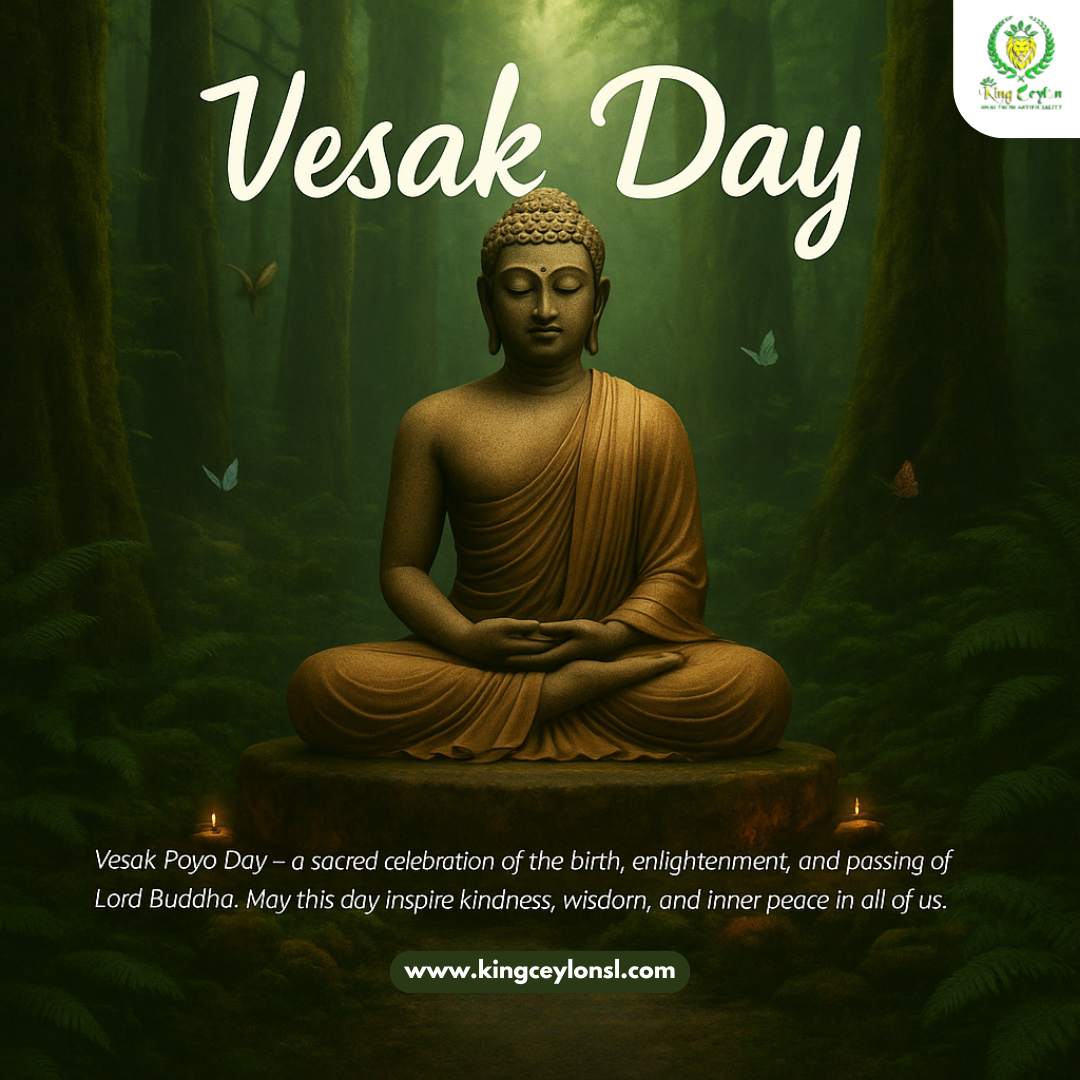 Vesak Day
King Ceylon
Vesak Poyo Day – a sacred celebration of the birth, enlightenment, and passing of
Lord Buddha. May this day inspire kindness, wisdorn, and inner peace in all of us.
www.kingceylonsl.com